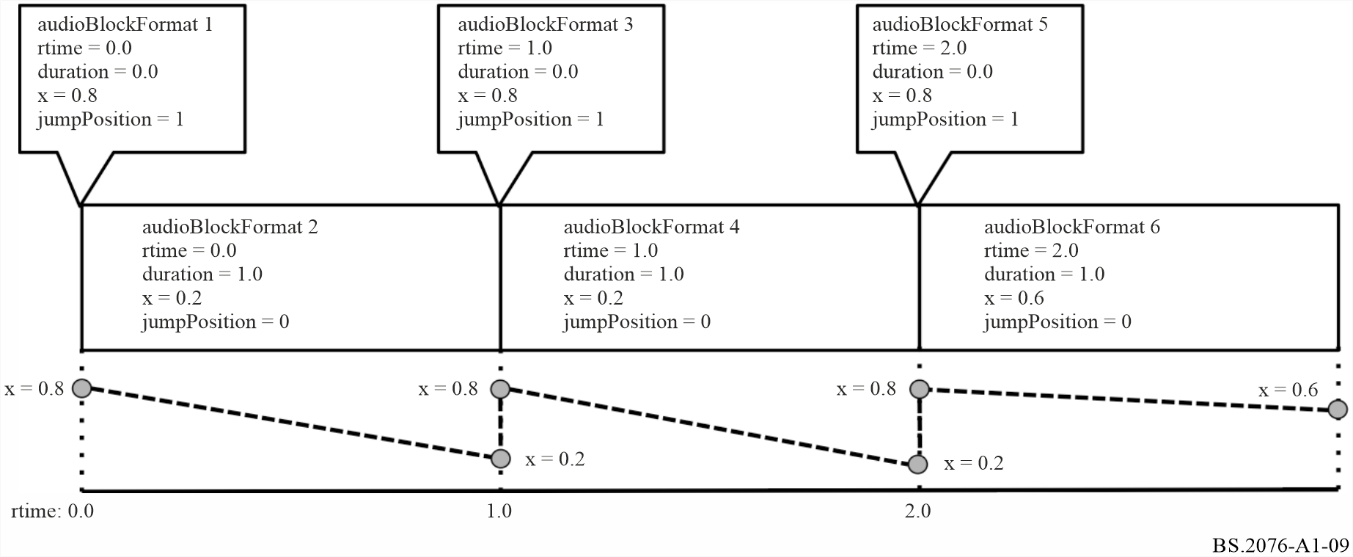 audioBlockFormat 1
rtime = 0.0
duration = 0.0
x = 0.8
jumpPosition = 1
audioBlockFormat 3
rtime = 1.0
duration = 0.0
x = 0.8
jumpPosition = 1
audioBlockFormat 5
rtime = 2.0
duration = 0.0
x = 0.8
jumpPosition = 1
audioBlockFormat 2
rtime = 0.0
duration = 1.0
x = 0.2
jumpPosition = 0
audioBlockFormat 4
rtime = 1.0
duration = 1.0
x = 0.2
jumpPosition = 0
audioBlockFormat 6
rtime = 2.0
duration = 1.0
x = 0.6
jumpPosition = 0
x = 0.8
x = 0.8
x = 0.8
x = 0.6
x = 0.2
x = 0.2
rtime: 0.0
1.0
2.0
BS.2076-A1-09